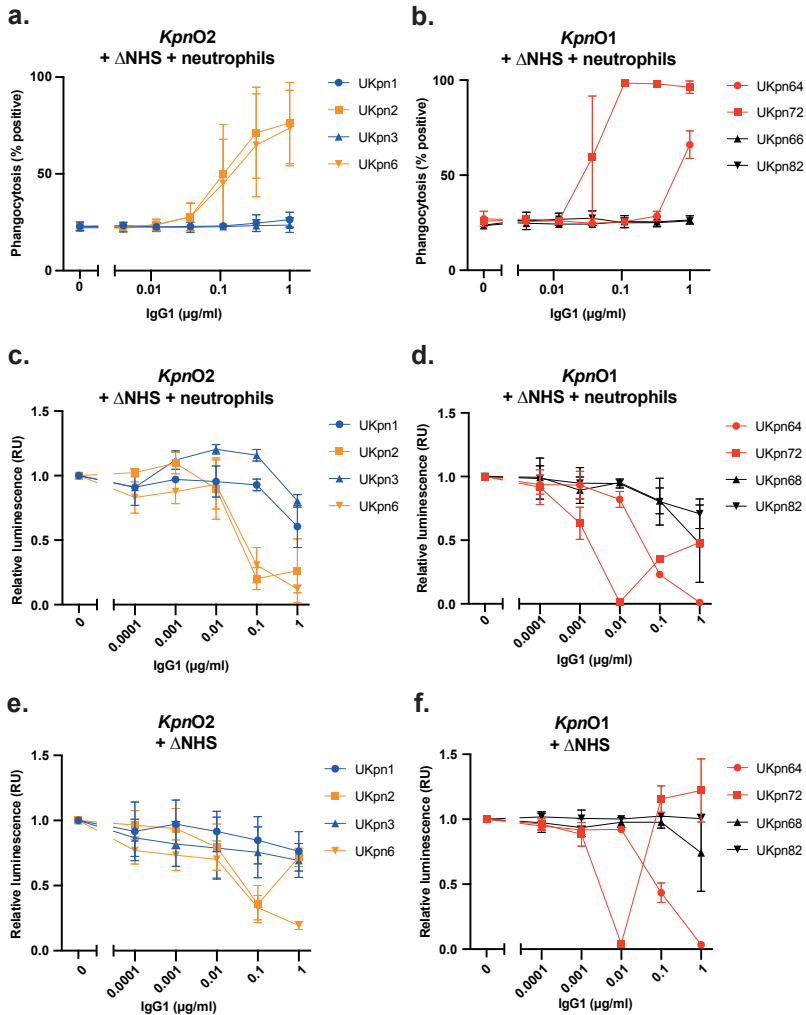 a.
KpnO2
+ ΔNHS + neutrophils
100
50
0
Phangocytosis (% positive)
0
0.01
0.1
1
IgG1 (µg/ml)
UKpn1
UKpn2
UKpn3
UKpn6
b.
KpnO1
+ ΔNHS + neutrophils
100
50
0
Phangocytosis (% positive)
0
0.01
0.1
1
IgG1 (µg/ml)
UKpn64
UKpn72
UKpn66
UKpn82
c.
KpnO2
+ ΔNHS + neutrophils
1.5
1.0
0.5
0.0
Relative luminescence (RU)
0
0.0001
0.001
0.01
0.1
1
IgG1 (µg/ml)
UKpn1
UKpn2
UKpn3
UKpn6
d.
KpnO1
+ ΔNHS + neutrophils
1.5
1.0
0.5
0.0
Relative luminescence (RU)
0
0.0001
0.001
0.01
0.1
1
IgG1 (µg/ml)
UKpn64
UKpn72
UKpn68
UKpn82
e.
KpnO2
+ ΔNHS
1.5
1.0
0.5
0.0
Relative luminescence (RU)
0
0.0001
0.001
0.01
0.1
1
IgG1 (µg/ml)
UKpn1
UKpn2
UKpn3
UKpn6
f.
KpnO1
+ ΔNHS
1.5
1.0
0.5
0.0
Relative luminescence (RU)
0
0.0001
0.001
0.01
0.1
1
IgG1 (µg/ml)
UKpn64
UKpn72
UKpn68
UKpn82